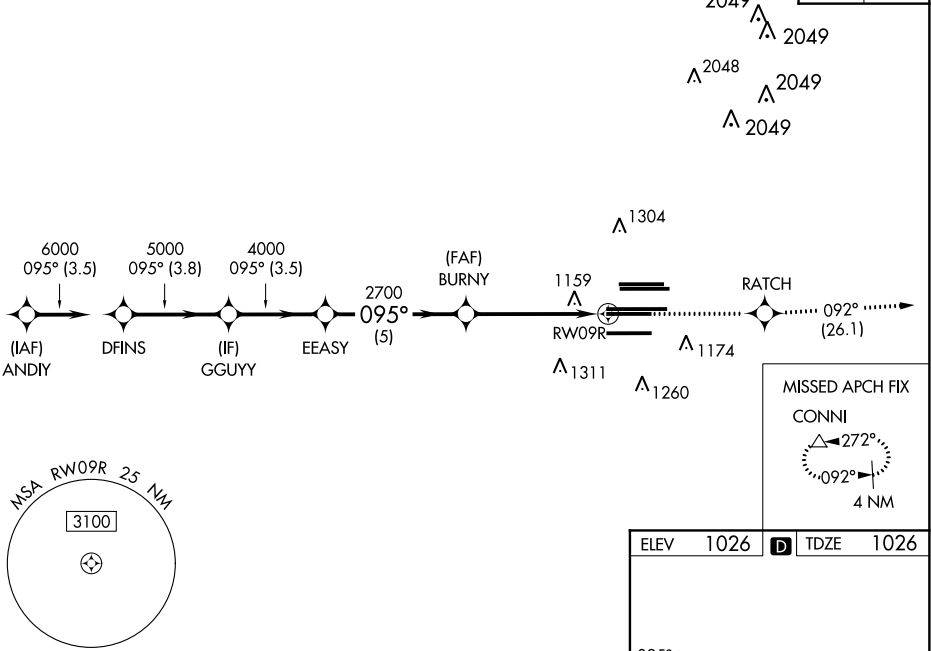 2049
2049
2048
2049
2049
1304
6000
095° (3.5)
5000
095° (3.8)
4000
095° (3.5)
(FAF)
BURNY
1159
RATCH
2700
095°
(5)
092°
(26.1)
RW09R
(IAF)
ANDIY
DFINS
(IF)
GGUYY
EEASY
1174
1311
1260
MISSED APCH FIX
CONNI
272°
092°
4 NM
MSA RW09R 25 NM
3100
ELEV 1026 D TDZE 1026